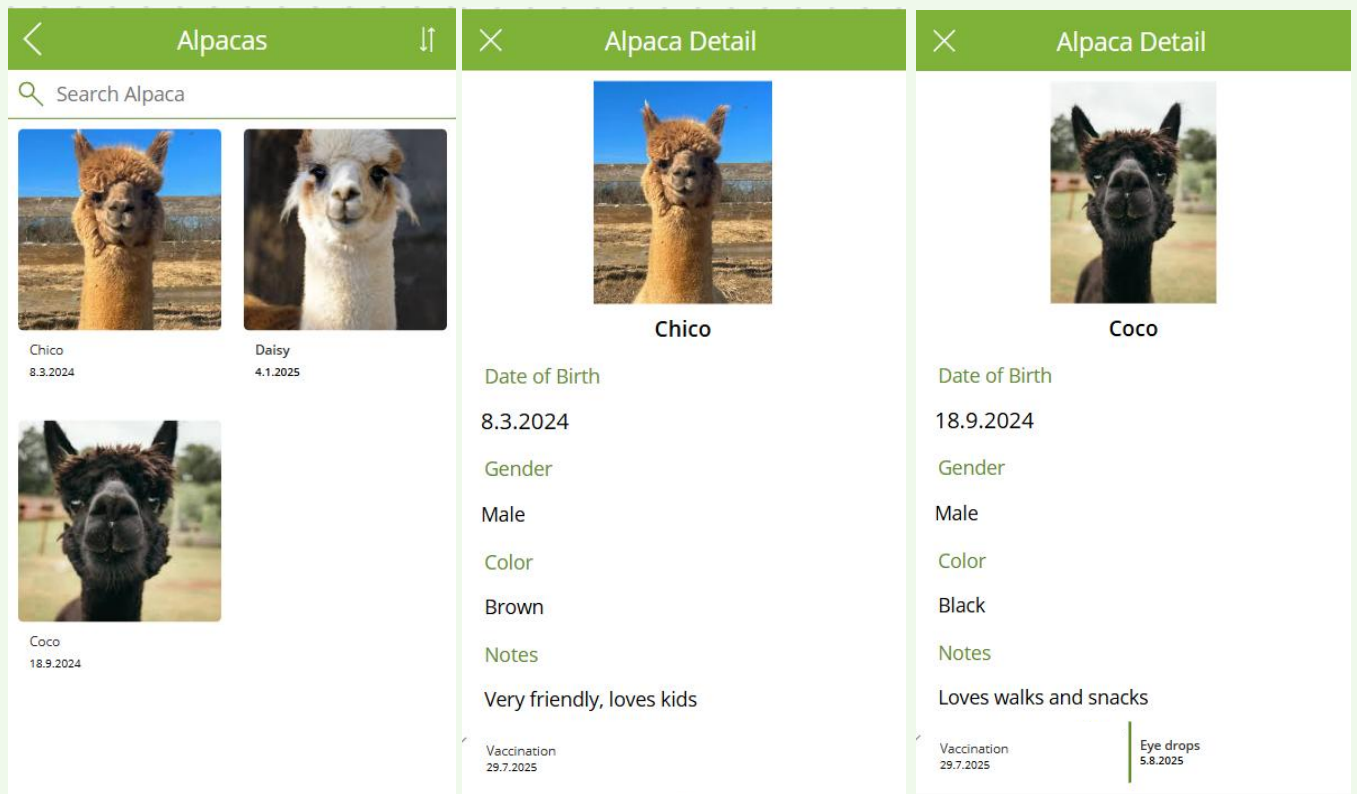 Alpacas
Search Alpaca
Chico
8.3.2024
Daisy
4.1.2025
Coco
18.9.2024
Alpaca Detail
Chico
Date of Birth
8.3.2024
Gender
Male
Color
Brown
Notes
Very friendly, loves kids
Vaccination
29.7.2025
Alpaca Detail
Coco
Date of Birth
18.9.2024
Gender
Male
Color
Black
Notes
Loves walks and snacks
Vaccination
29.7.2025
Eye drops
5.8.2025